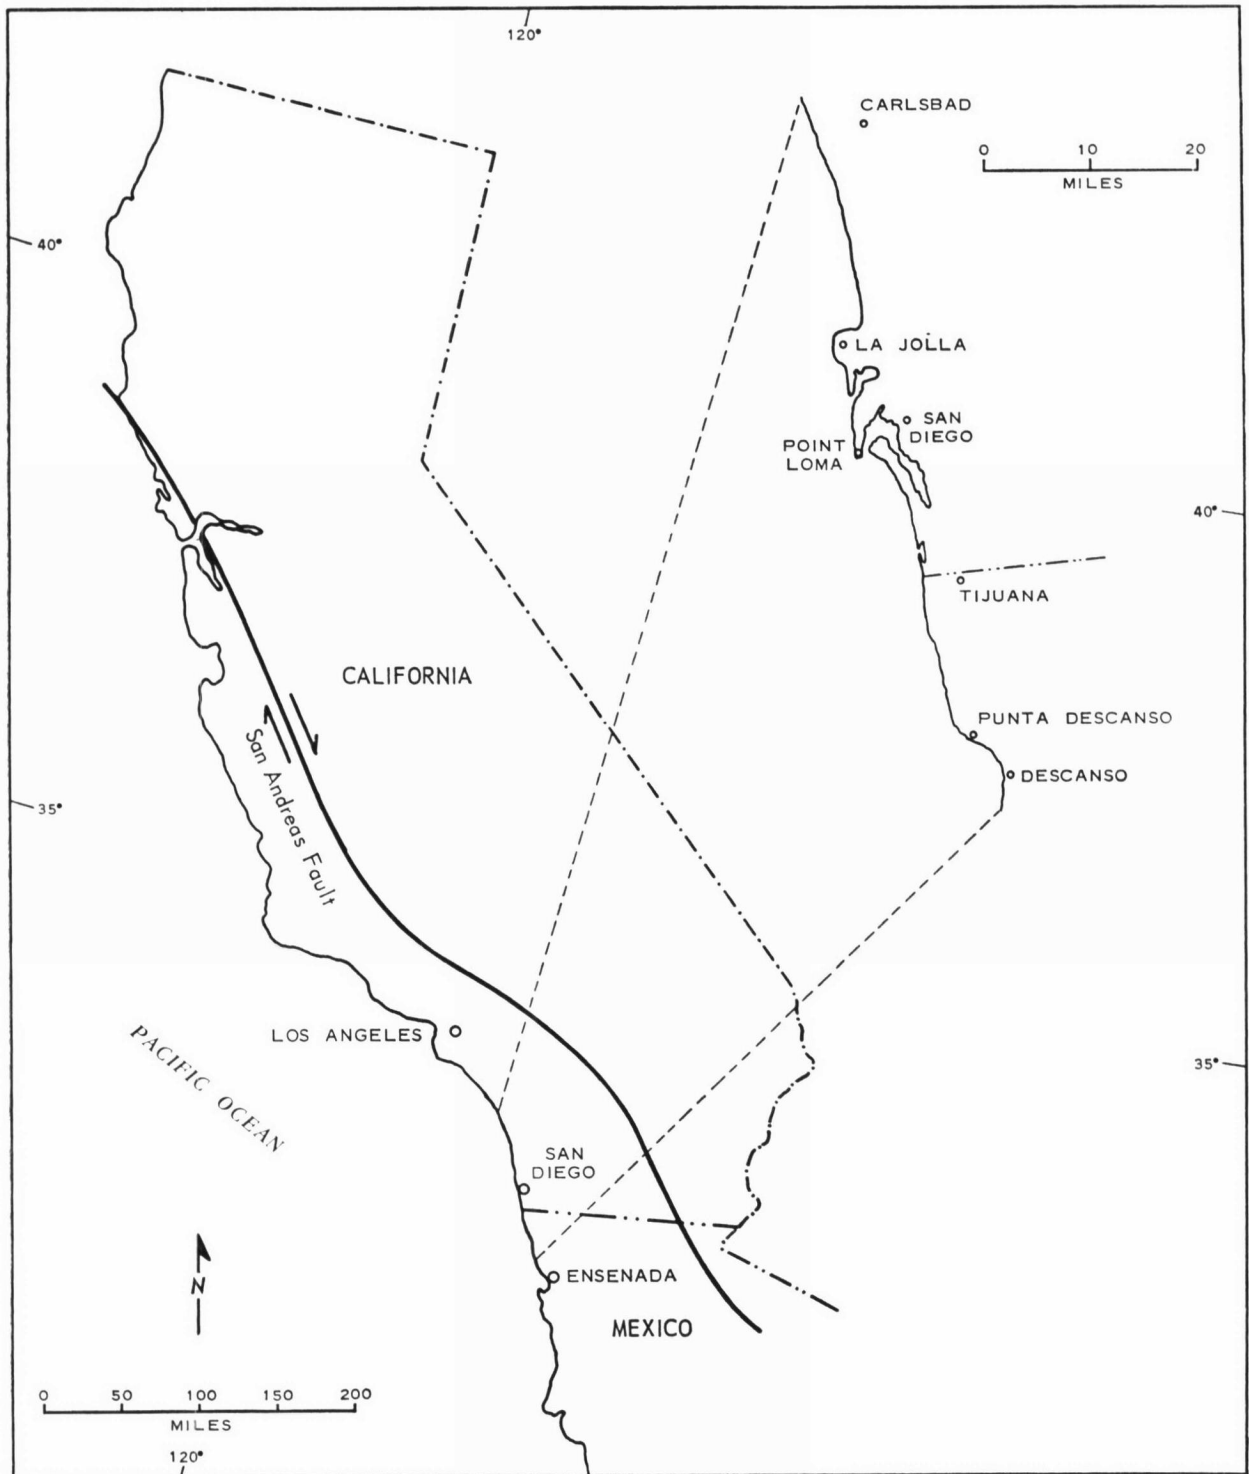 120°
CARLSBAD
0 10 20
MILES
40°
LA JOLLA
SAN
DIEGO
POINT
LOMA
40°
TIJUANA
CALIFORNIA
PUNTA DESCANSO
San Andreas Fault
DESCANSO
35°
LOS ANGELES
PACIFIC OCEAN
35°
SAN
DIEGO
N
ENSENADA
MEXICO
0 50 100 150 200
MILES
120°